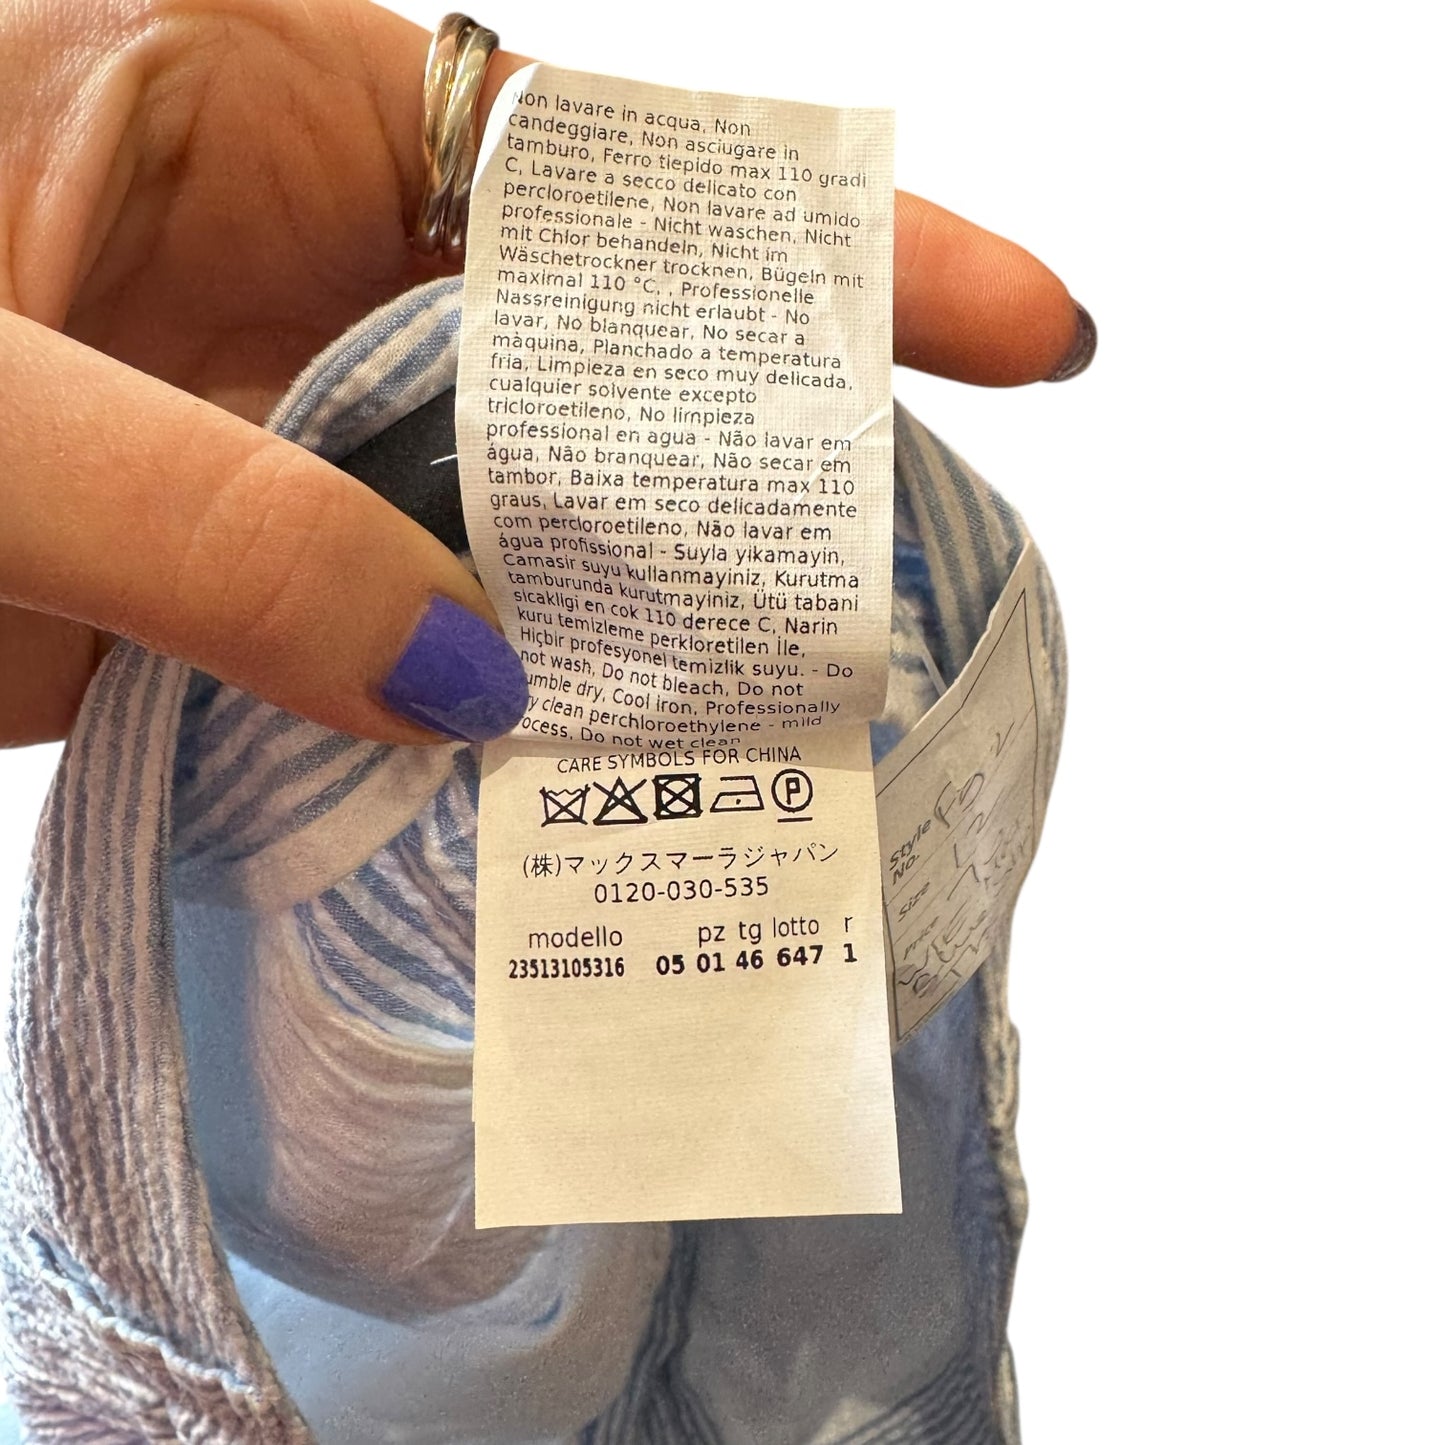 Non lavare in acqua, Non
candeggiare, Non asciugare in
tamburo, Ferro tiepido max 110 gradi
C, Lavare a secco delicato con
percloroetilene, Non lavare ad umido
professionale - Nicht waschen, Nicht
mit Chlor behandeln, Nicht im
Wäschetrockner trocknen, Bügeln mit
maximal 110 °C, , Professionelle
Nassreinigung nicht erlaubt - No
lavar, No blanquear, No secar a
màquina, Planchado a temperatura
fria, Limpieza en seco muy delicada,
cualquier solvente excepto
tricloroetileno, No limpieza
professional en agua - Não lavar em
água, Não branquear, Não secar em
tambor, Baixa temperatura max 110
graus, Lavar em seco delicadamente
com percloroetileno, Não lavar em
água profissional - Suyla yikamayin,
Camasir suyu kullanmayiniz, Kurutma
tamburunda kurutmayiniz, Ütü tabani
sicakligi en cok 110 derece C, Narin
kuru temizleme perkloretilen İle,
Hiçbir profesyonel temizlik suyu. - Do
not wash, Do not bleach, Do not
umble dry, Cool iron, Professionally
y clean perchloroethylene - mild
ocess, Do not wet clean
CARE SYMBOLS FOR CHINA
P
(株)マックスマーラジャパン
0120-030-535
modello pz tg lotto r
23513105316 05 01 46 647 1
Style
No.
Size